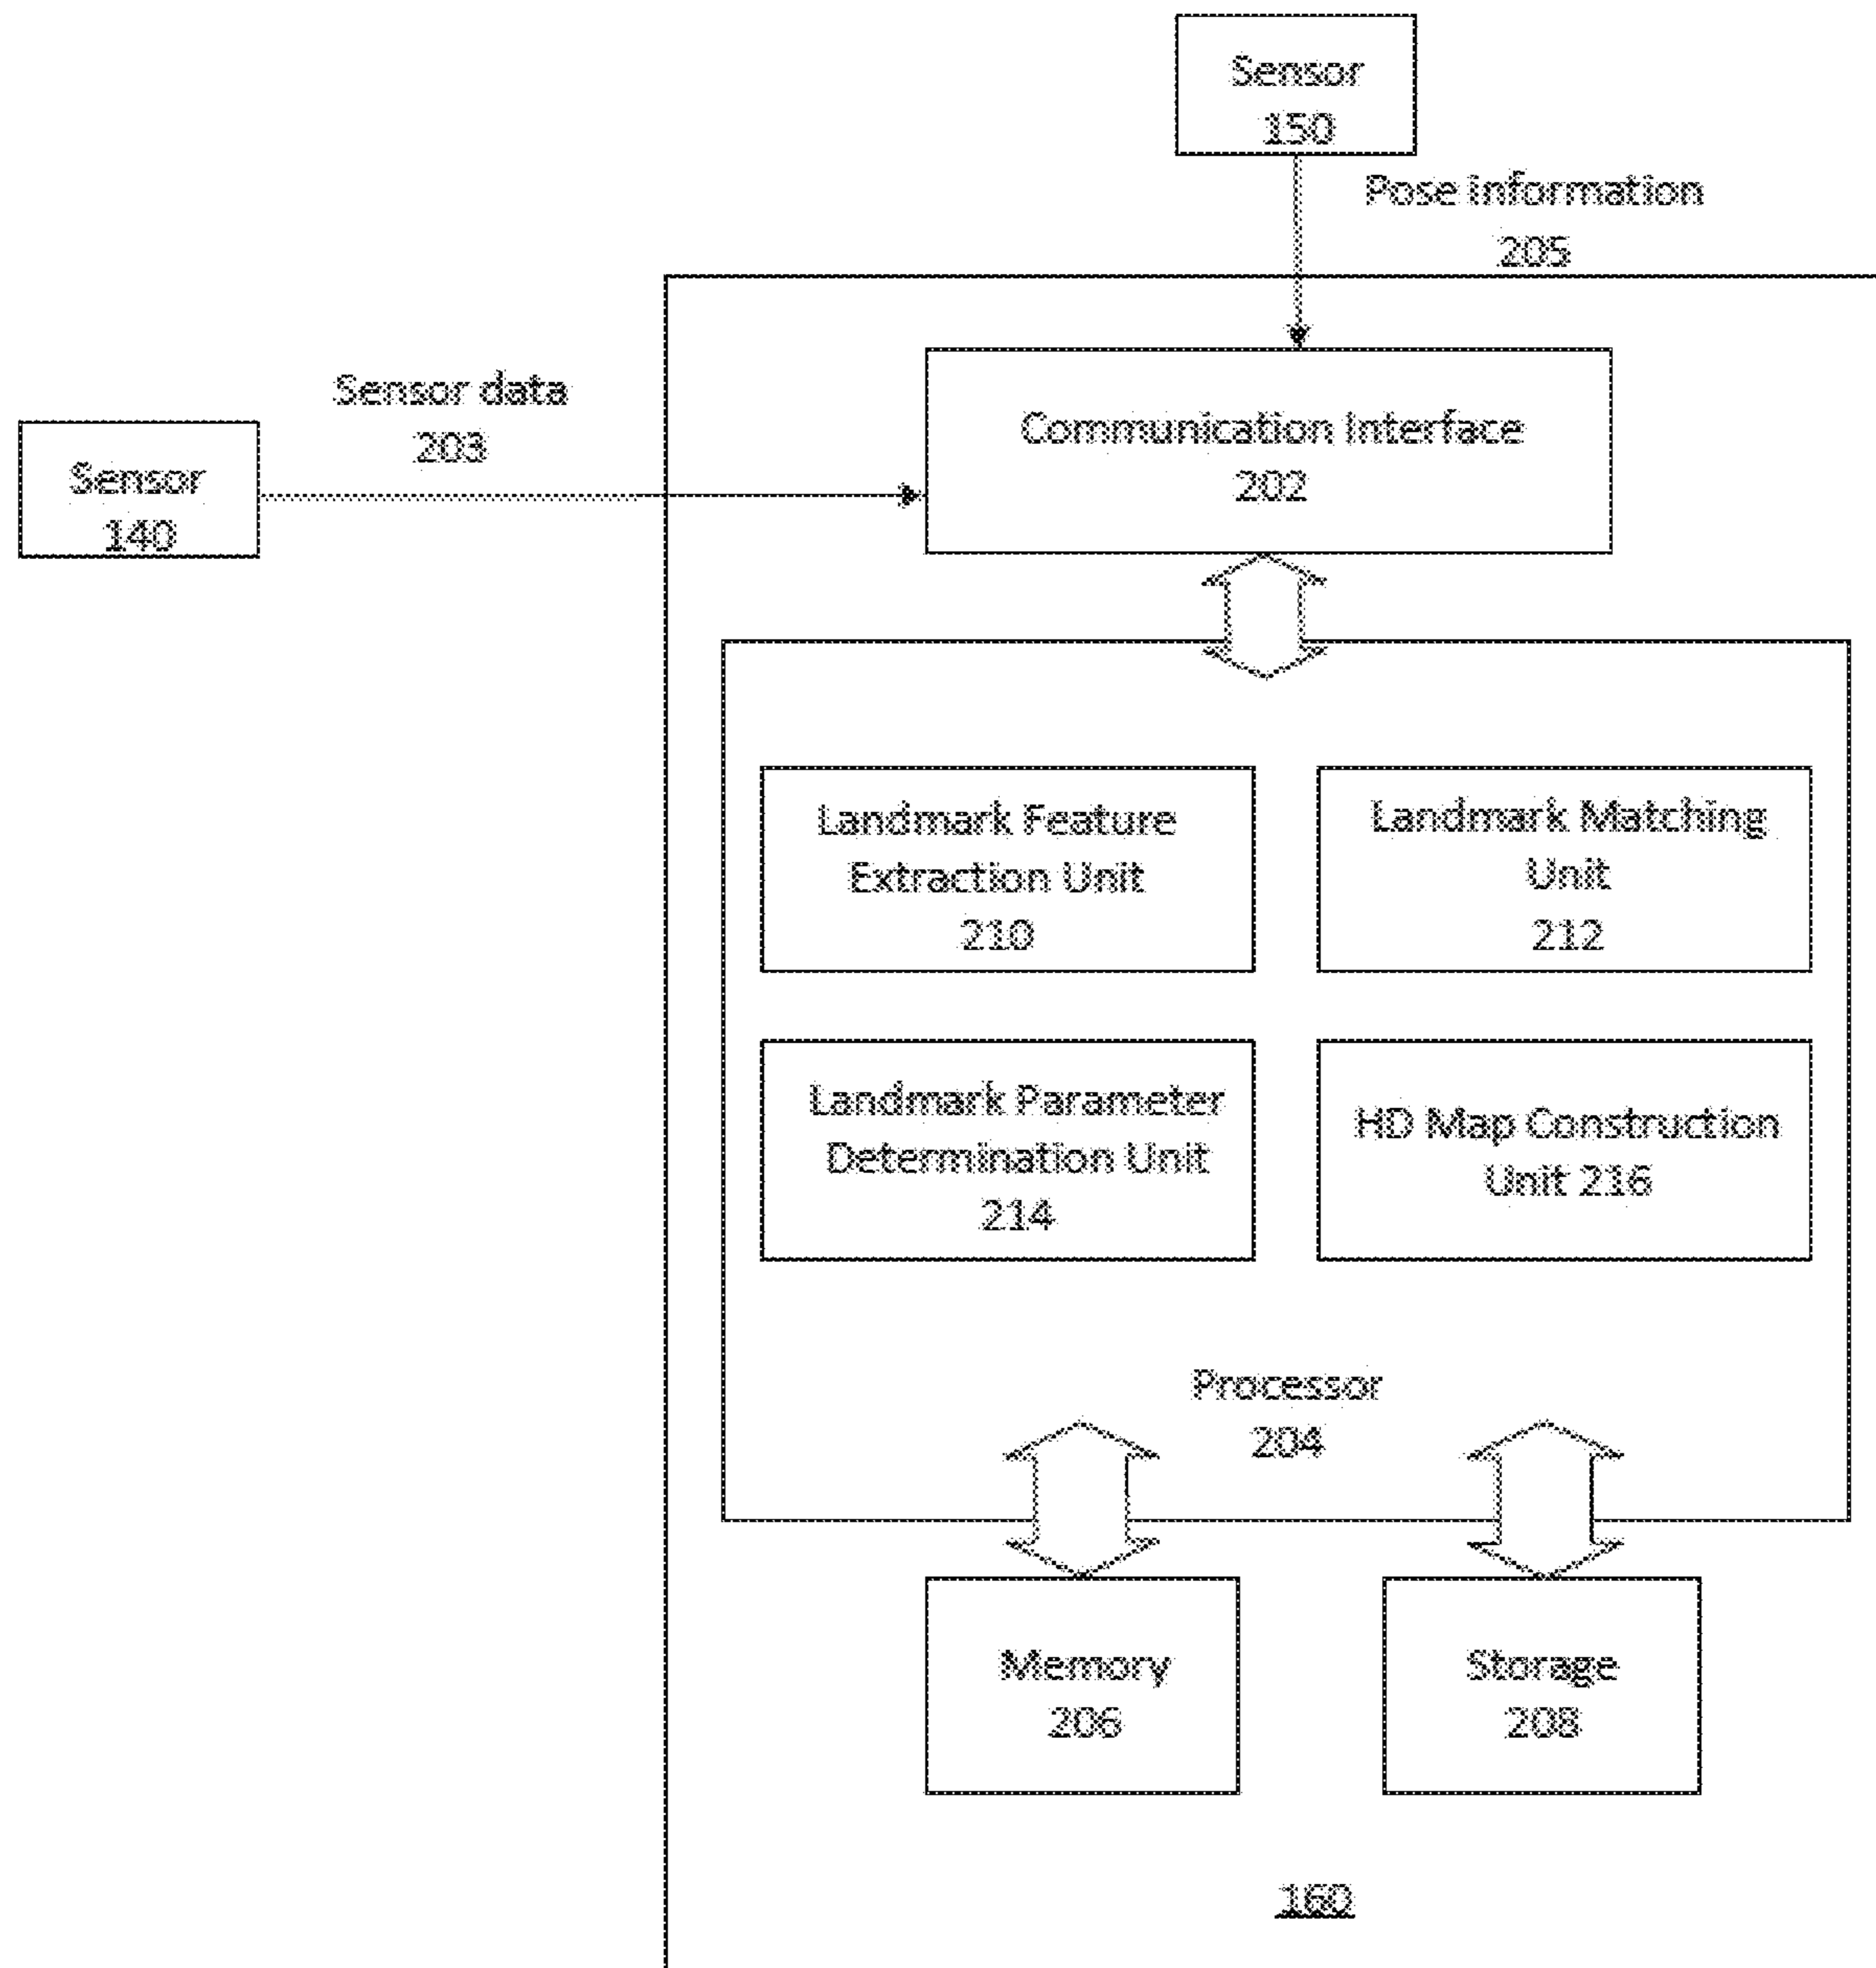 Sensor
150
Pose information
205
Sensor data
203
Sensor
140
Communication Interface
202
Landmark Feature
Extraction Unit
210
Landmark Matching
Unit
212
Landmark Parameter
Determination Unit
214
HD Map Construction
Unit 216
Processor
204
Memory
206
Storage
208
160